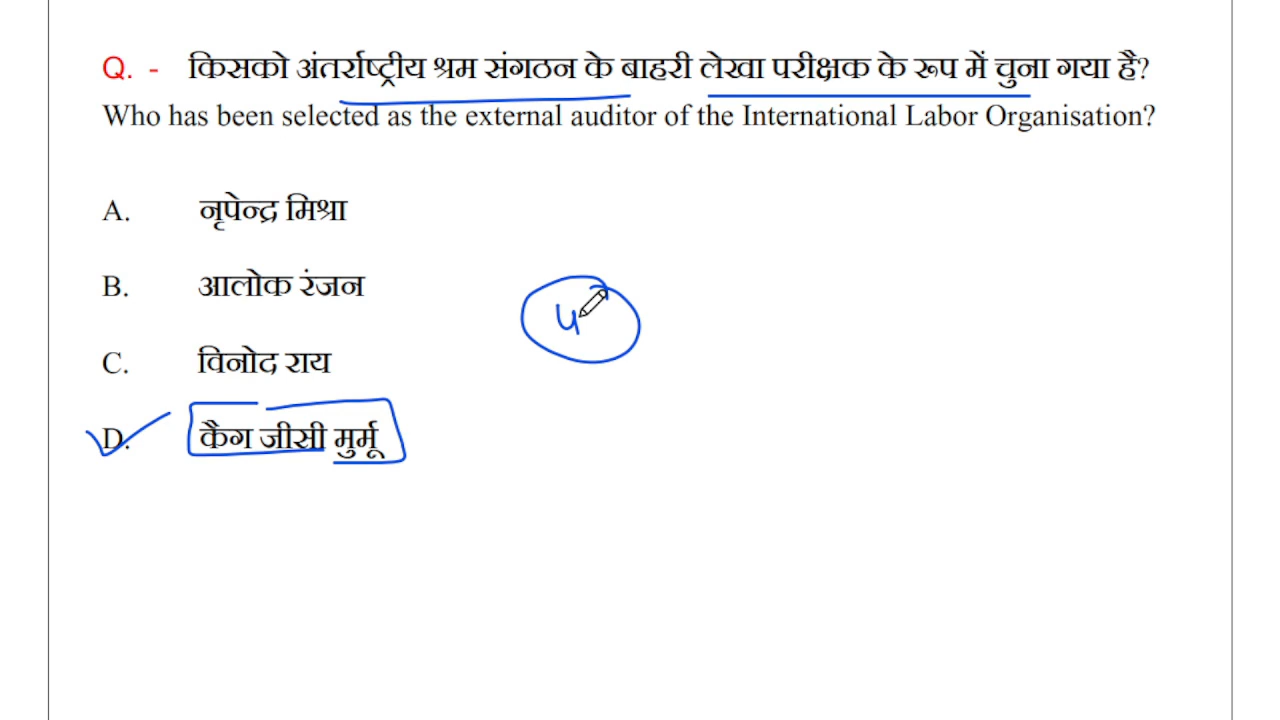 Q. - किसको अंतर्राष्ट्रीय श्रम संगठन के बाहरी लेखा परीक्षक के रूप में चुना गया है?
Who has been selected as the external auditor of the International Labor Organisation?
A. नृपेन्द्र मिश्रा
B. आलोक रंजन
C. विनोद राय
D. कैग जीसी मुर्मू